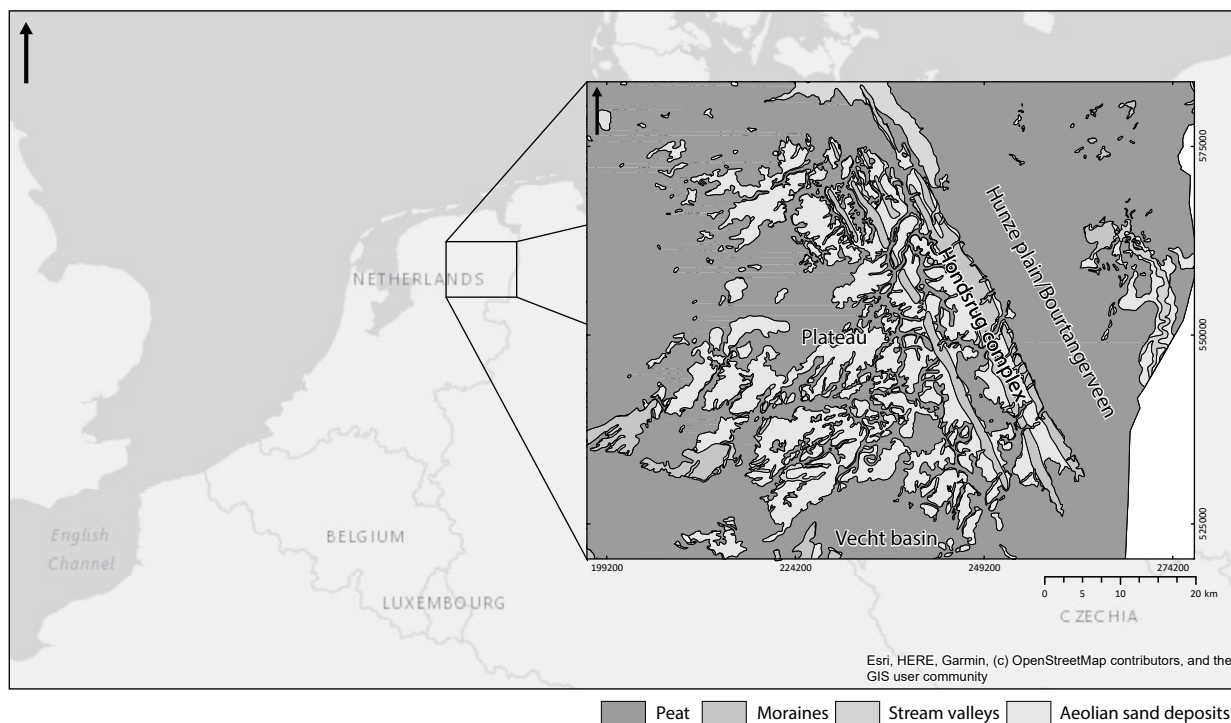 NETHERLANDS
English
Channel
BELGIUM
LUXEMBOURG
CZECHIA
Hunze plain/Bourtangerveen
Hondsrug complex
Plateau
Vecht basin
575000
550000
525000
199200
224200
249200
274200
0 5 10 20 km
Esri, HERE, Garmin, (c) OpenStreetMap contributors, and the
GIS user community
Peat
Moraines
Stream valleys
Aeolian sand deposits